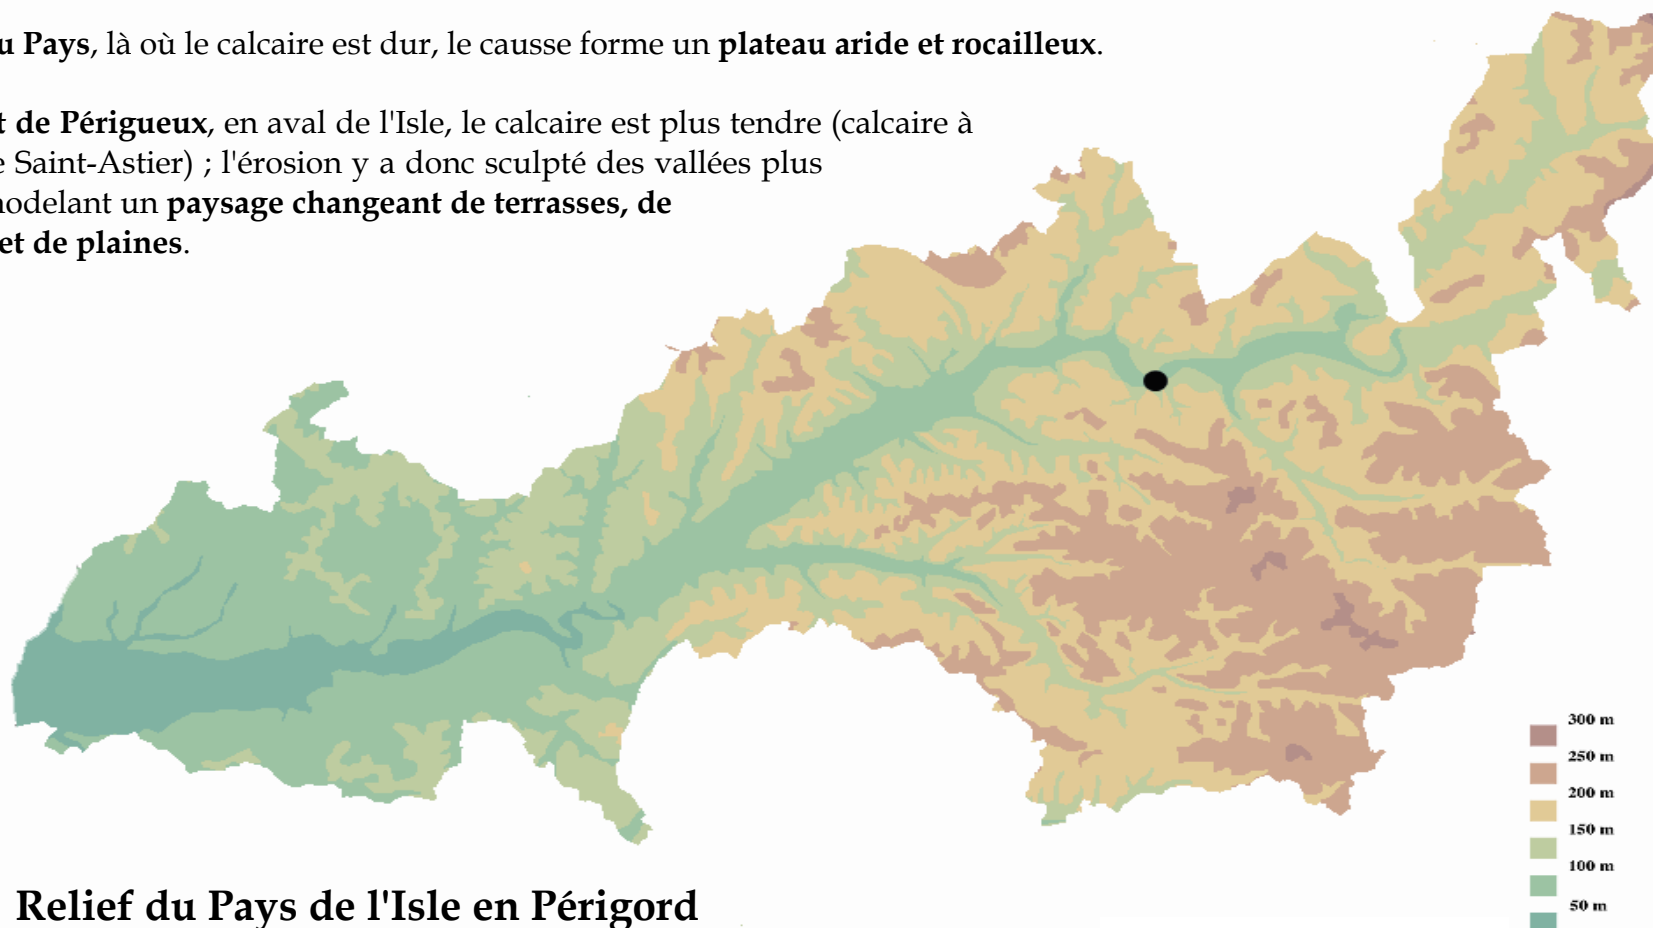 u Pays, là où le calcaire est dur, le causse forme un plateau aride et rocailleux.
t de Périgueux, en aval de l'Isle, le calcaire est plus tendre (calcaire à
e Saint-Astier) ; l'érosion y a donc sculpté des vallées plus
nodelant un paysage changeant de terrasses, de
et de plaines.
300 m
250 m
200 m
150 m
100 m
50 m
Relief du Pays de l'Isle en Périgord